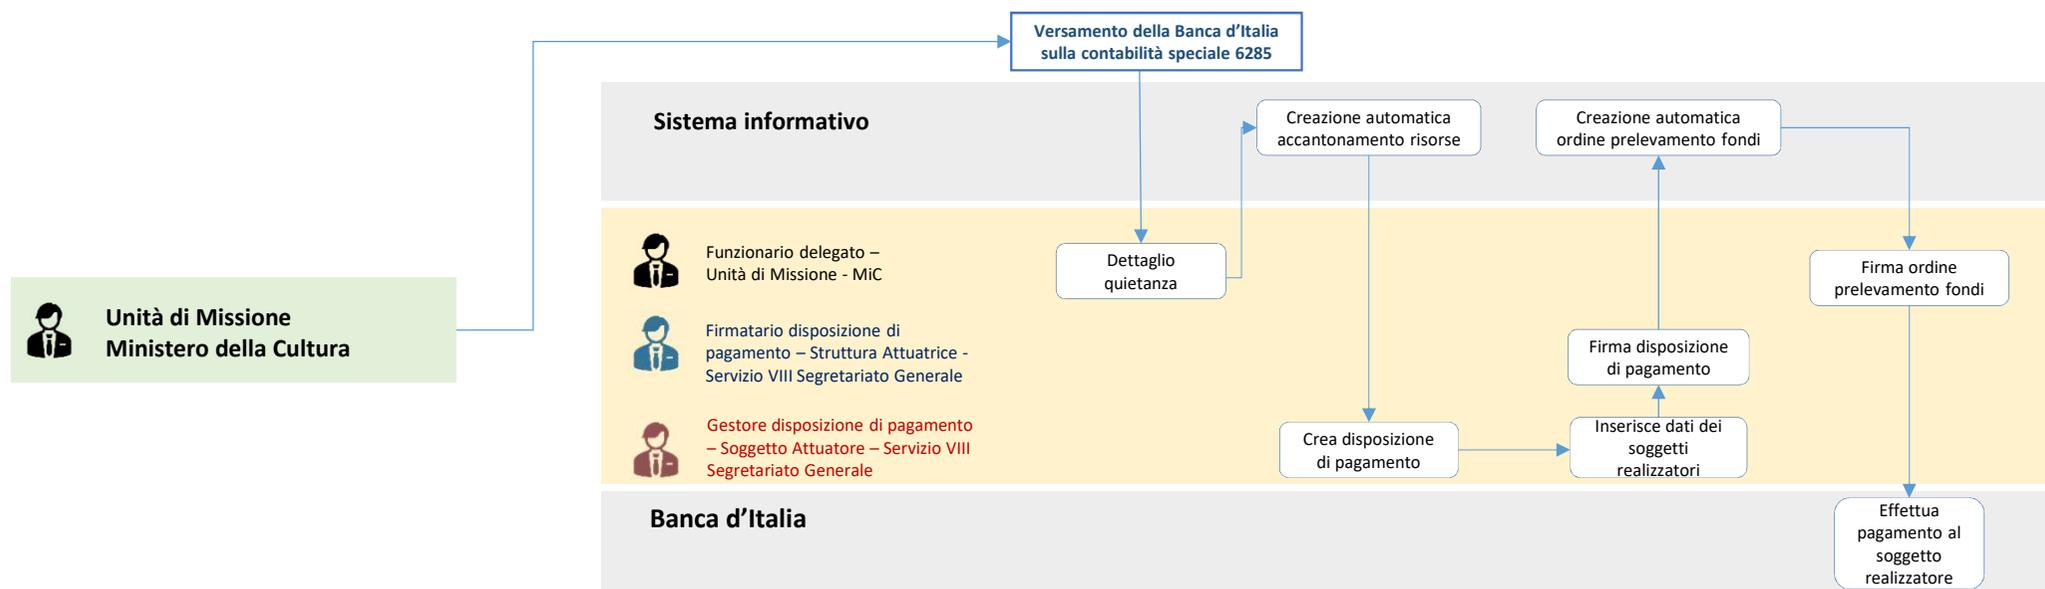 Versamento della Banca d’Italia
sulla contabilità speciale 6285
Sistema informativo
Creazione automatica
accantonamento risorse
Creazione automatica
ordine prelevamento fondi
Funzionario delegato –
Unità di Missione - MiC
Dettaglio
quietanza
Firma ordine
prelevamento fondi
Unità di Missione
Ministero della Cultura
Firmatario disposizione di
pagamento – Struttura Attuatrice -
Servizio VIII Segretariato Generale
Firma disposizione
di pagamento
Gestore disposizione di pagamento
– Soggetto Attuatore – Servizio VIII
Segretariato Generale
Crea disposizione
di pagamento
Inserisce dati dei
soggetti
realizzatori
Banca d’Italia
Effettua
pagamento al
soggetto
realizzatore